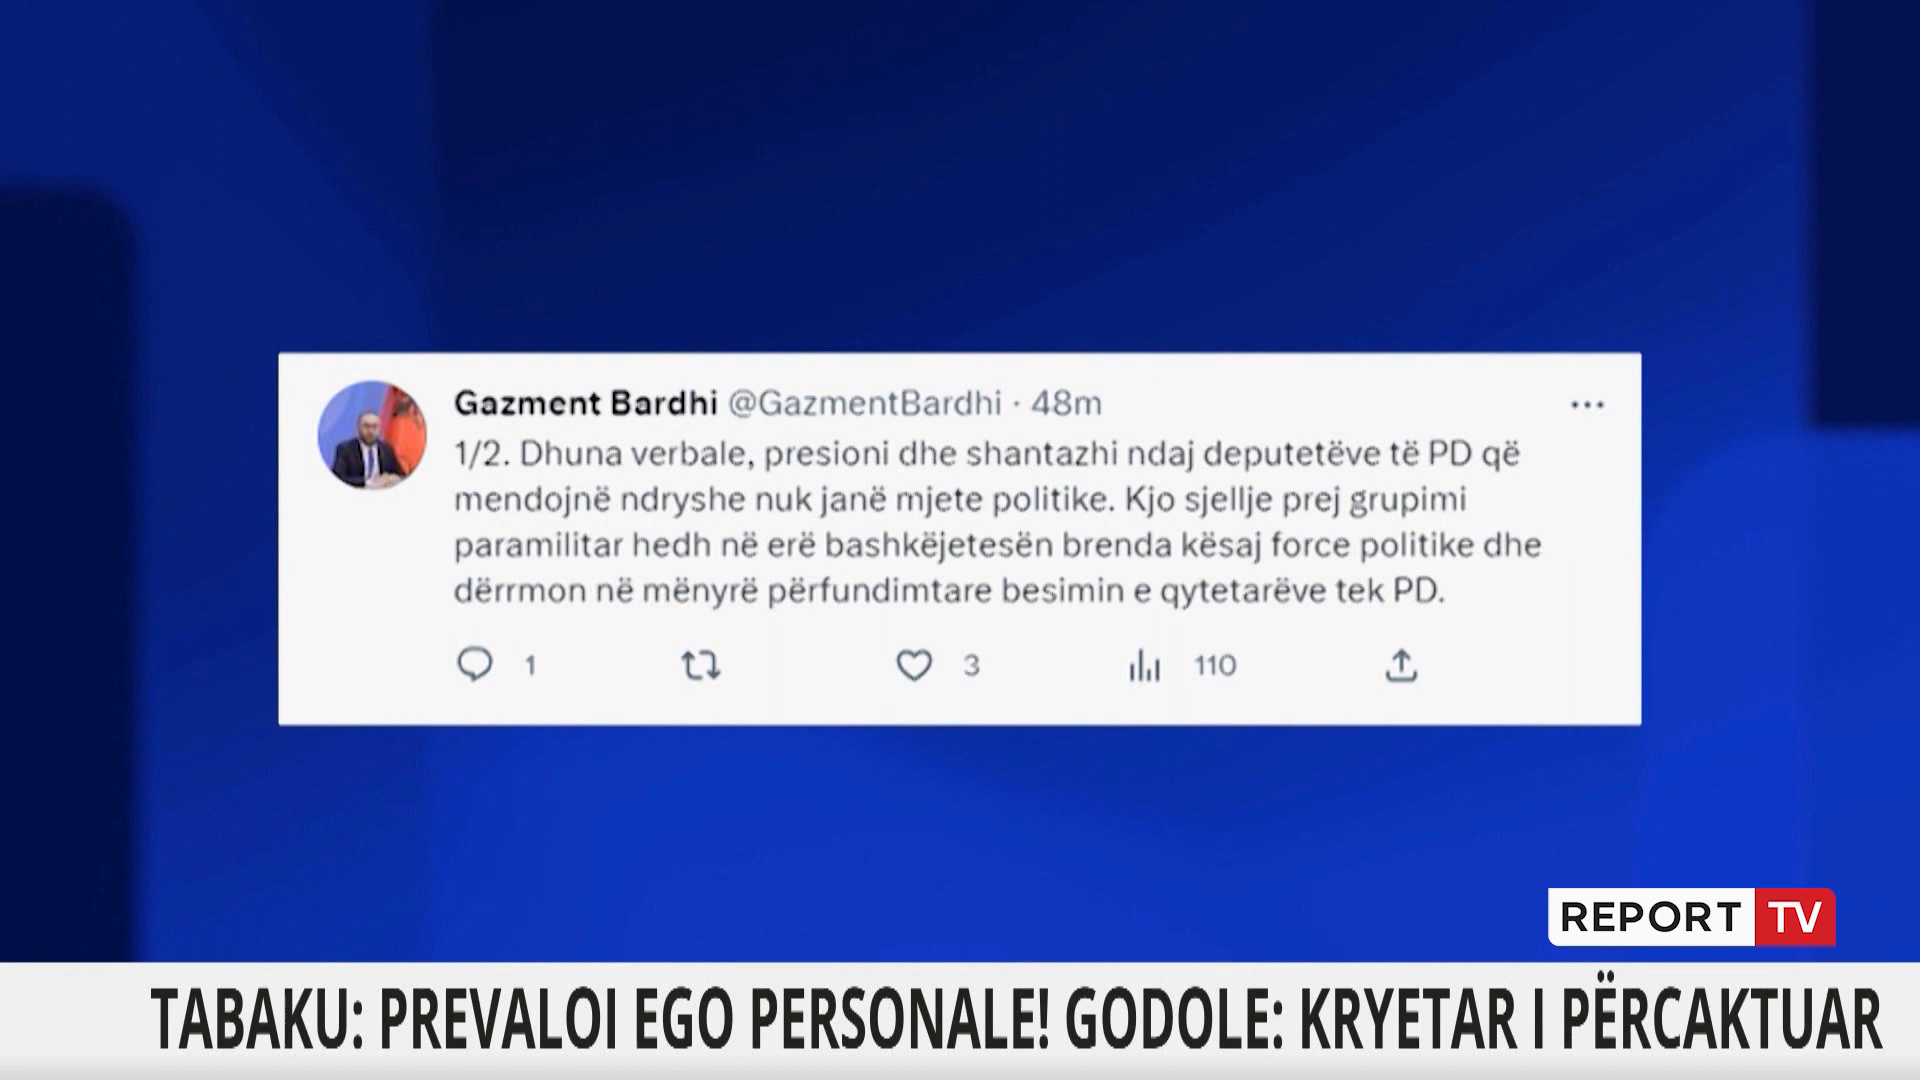 Gazment Bardhi @GazmentBardhi · 48m
1/2. Dhuna verbale, presioni dhe shantazhi ndaj deputetëve të PD që
mendojnë ndryshe nuk janë mjete politike. Kjo sjellje prej grupimi
paramilitar hedh në erë bashkëjetesën brenda kësaj force politike dhe
dërrmon në mënyrë përfundimtare besimin e qytetarëve tek PD.
1 3 110
REPORT TV
TABAKU: PREVALOI EGO PERSONALE! GODOLE: KRYETAR I PËRCAKTUAR